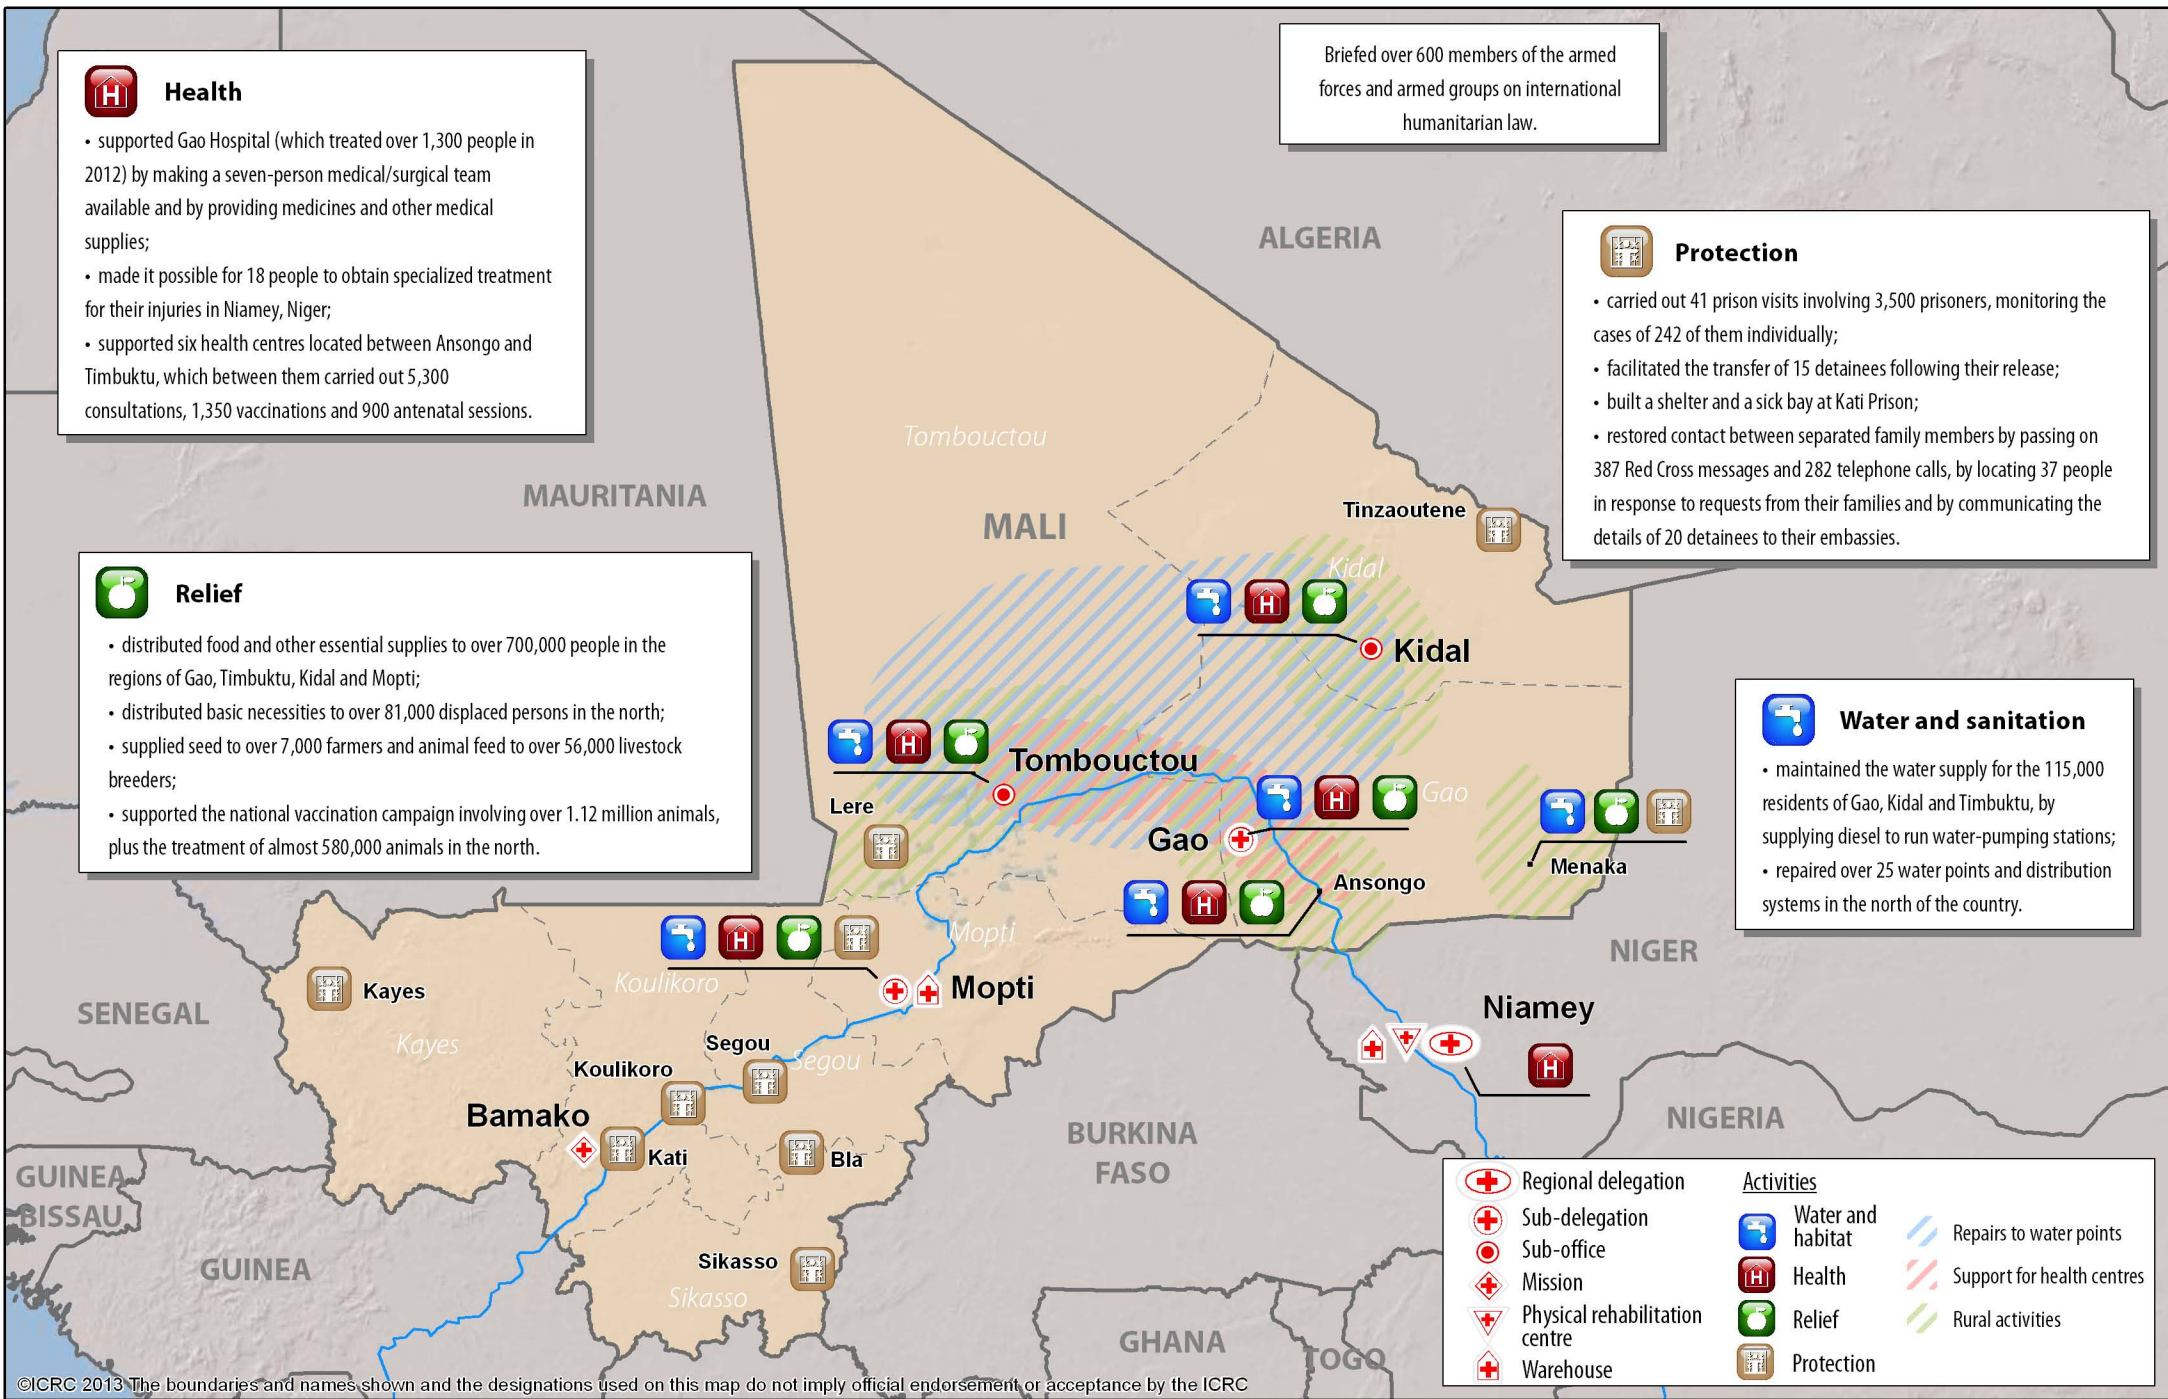 Health
• supported Gao Hospital (which treated over 1,300 people in
2012) by making a seven-person medical/surgical team
available and by providing medicines and other medical
supplies;
• made it possible for 18 people to obtain specialized treatment
for their injuries in Niamey, Niger;
• supported six health centres located between Ansongo and
Timbuktu, which between them carried out 5,300
consultations, 1,350 vaccinations and 900 antenatal sessions.
Briefed over 600 members of the armed
forces and armed groups on international
humanitarian law.
Protection
• carried out 41 prison visits involving 3,500 prisoners, monitoring the
cases of 242 of them individually;
• facilitated the transfer of 15 detainees following their release;
• built a shelter and a sick bay at Kati Prison;
• restored contact between separated family members by passing on
387 Red Cross messages and 282 telephone calls, by locating 37 people
in response to requests from their families and by communicating the
details of 20 detainees to their embassies.
Relief
• distributed food and other essential supplies to over 700,000 people in the
regions of Gao, Timbuktu, Kidal and Mopti;
• distributed basic necessities to over 81,000 displaced persons in the north;
• supplied seed to over 7,000 farmers and animal feed to over 56,000 livestock
breeders;
• supported the national vaccination campaign involving over 1.12 million animals,
plus the treatment of almost 580,000 animals in the north.
Water and sanitation
• maintained the water supply for the 115,000
residents of Gao, Kidal and Timbuktu, by
supplying diesel to run water-pumping stations;
• repaired over 25 water points and distribution
systems in the north of the country.
ALGERIA
Tombouctou
MAURITANIA
MALI
Tinzaoutene
Kidal
Kidal
Tombouctou
Lere
Gao
Gao
Menaka
Ansongo
Mopti
NIGER
Koulikoro
Mopti
Kayes
Kayes
SENEGAL
Niamey
Segou
Segou
Koulikoro
Bamako
Kati
Bla
BURKINA
FASO
NIGERIA
GUINEA
BISSAU
GUINEA
Sikasso
Sikasso
GHANA
TOGO
Regional delegation
Sub-delegation
Sub-office
Mission
Physical rehabilitation
centre
Warehouse
Activities
Water and
habitat
Health
Relief
Protection
Repairs to water points
Support for health centres
Rural activities
©ICRC 2013 The boundaries and names shown and the designations used on this map do not imply official endorsement or acceptance by the ICRC